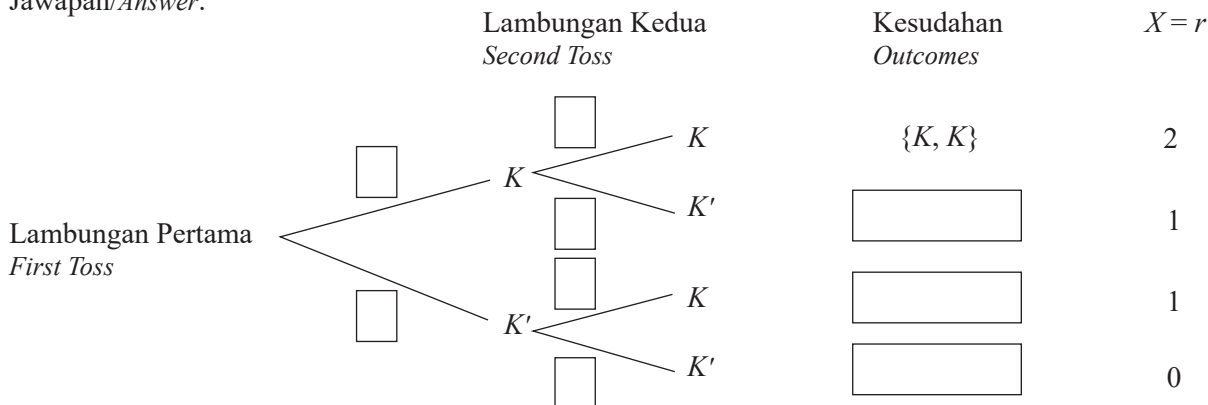 Jawapan/Answer:
Lambungan Kedua Kesudahan X = r
Second Toss Outcomes
K {K, K} 2
K
K' 1
Lambungan Pertama
First Toss
K 1
K'
K' 0